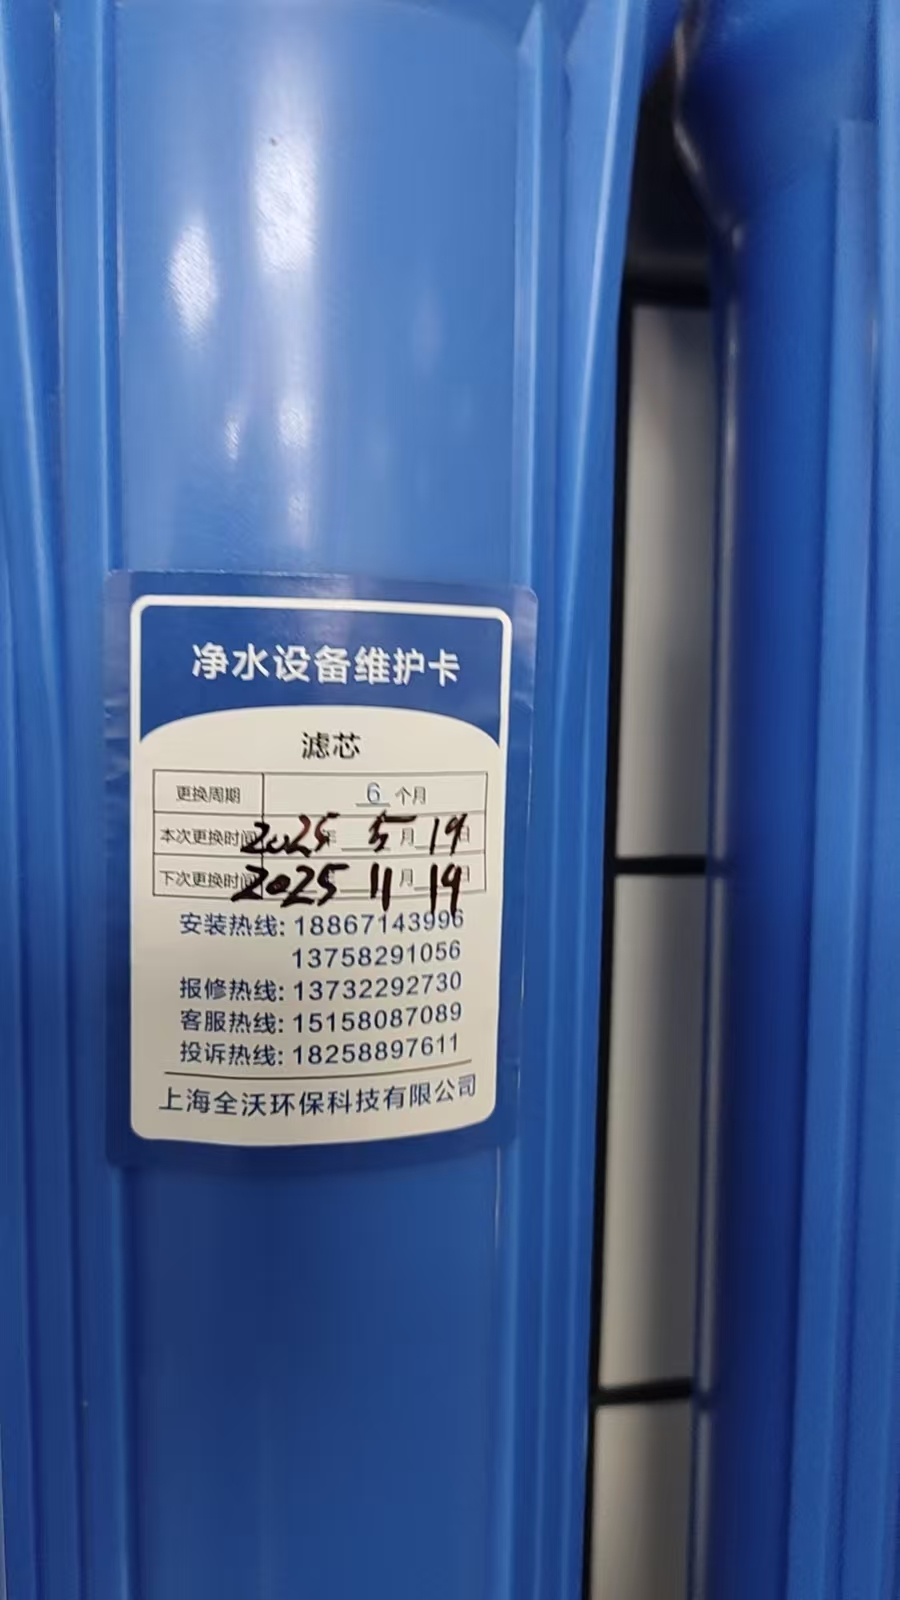 净水设备维护卡
滤芯
更换周期 6 个月
本次更换时间 2025 年 5 月 19 日
下次更换时间 2025 年 11 月 19 日
安装热线: 18867143996
13758291056
报修热线: 13732292730
客服热线: 15158087089
投诉热线: 18258897611
上海全沃环保科技有限公司